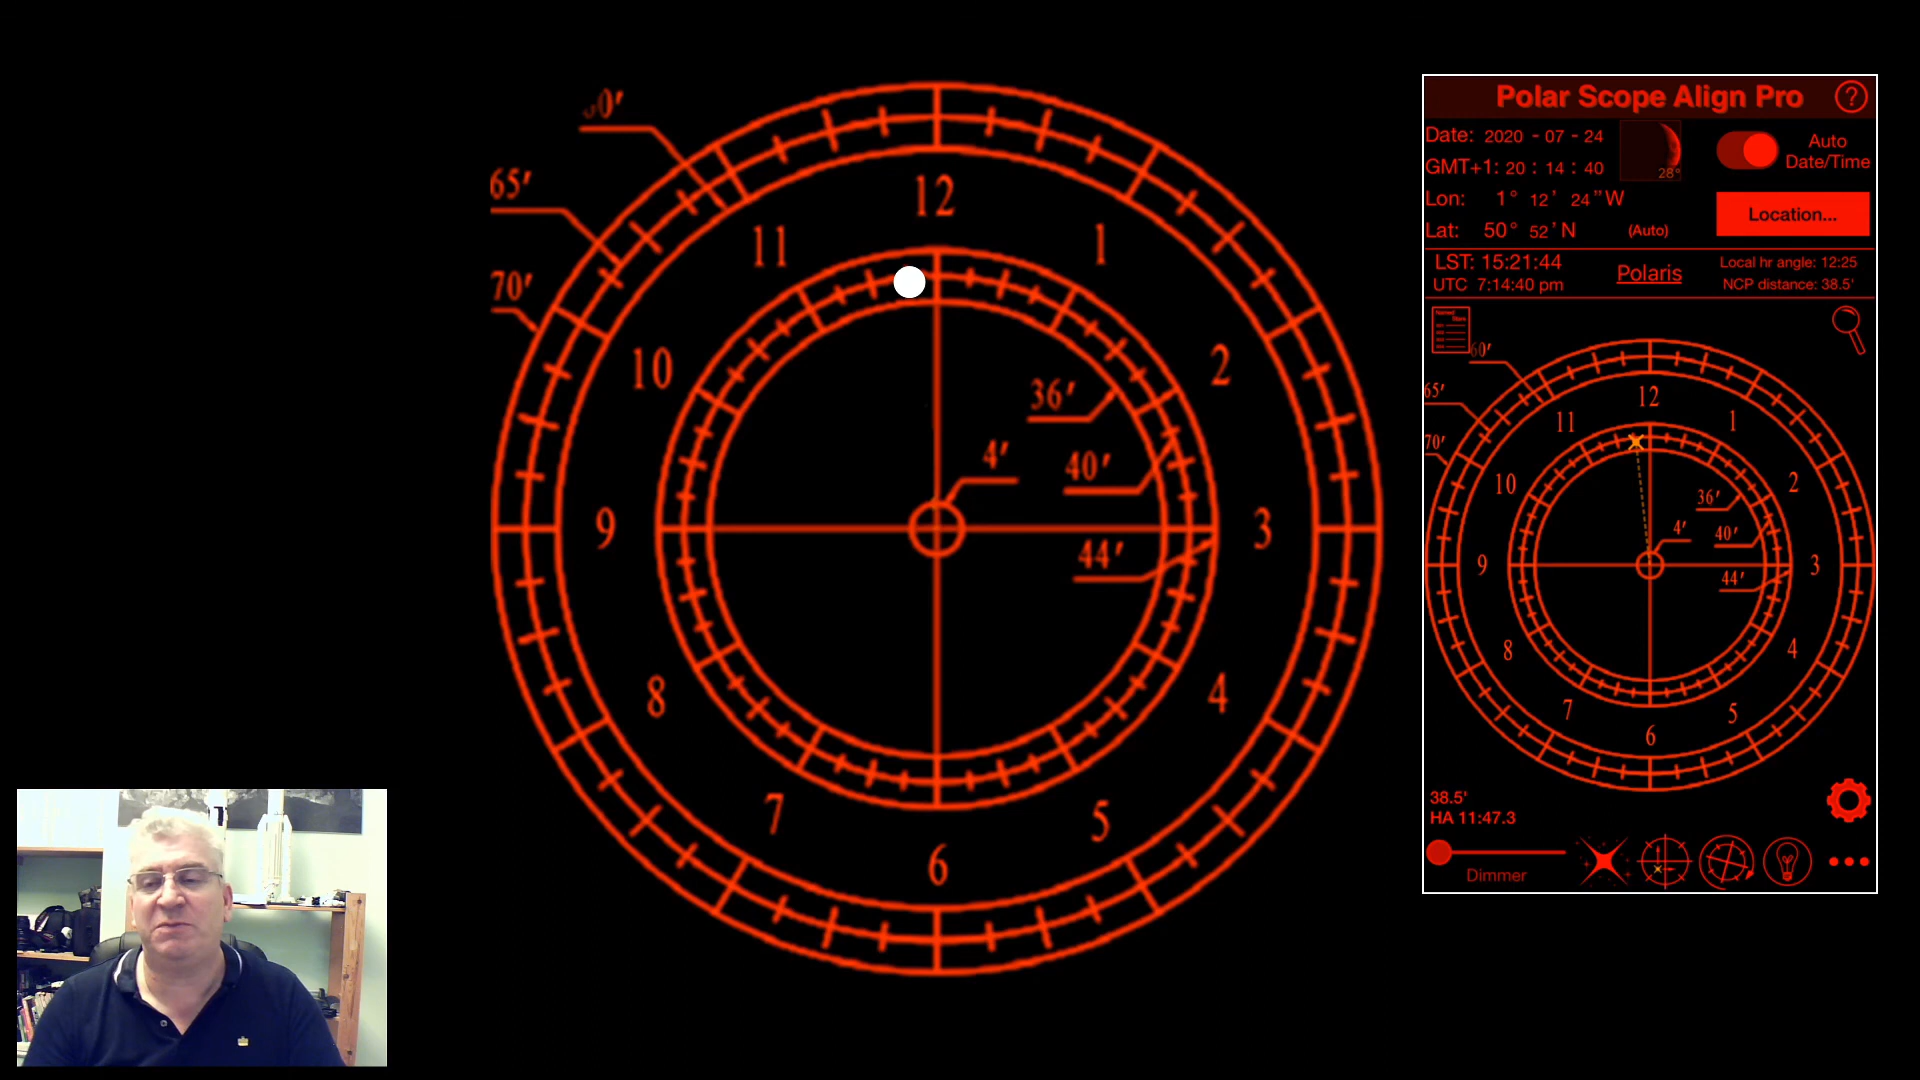 65'
70'
12
11
1
10
2
36'
4'
40'
9
3
44'
8
4
7
5
6
Polar Scope Align Pro ?
Date: 2020 - 07 - 24
28°
Auto
Date/Time
GMT+1: 20 : 14 : 40
Lon: 1° 12' 24" W
Lat: 50° 52' N (Auto)
Location...
LST: 15:21:44
UTC 7:14:40 pm
Polaris
Local hr angle: 12:25
NCP distance: 38.5'
60'
65'
70'
12
11
1
10
2
36'
4'
40'
9
3
44'
8
4
7
5
6
38.5'
HA 11:47.3
Dimmer